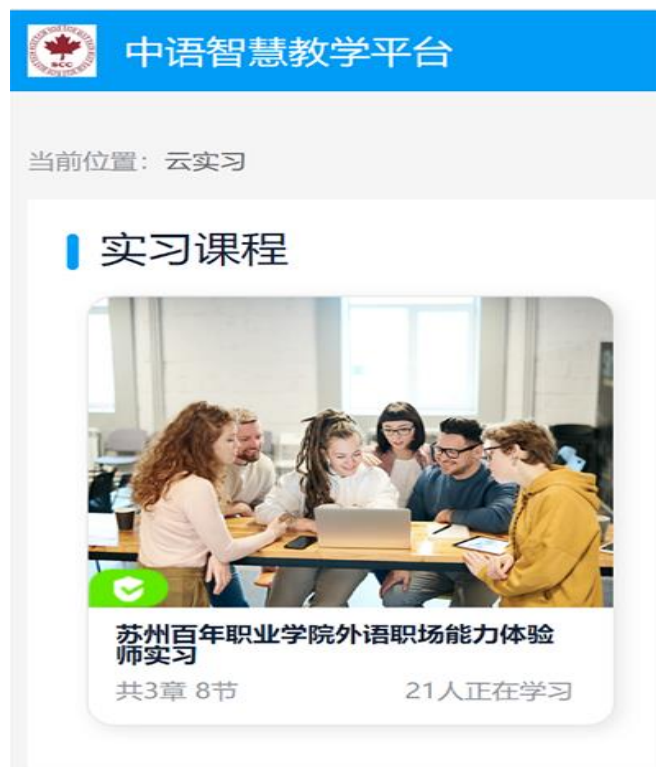 SCC
中语智慧教学平台
当前位置：云实习
实习课程
苏州百年职业学院外语职场能力体验
师实习
共3章 8节
21人正在学习